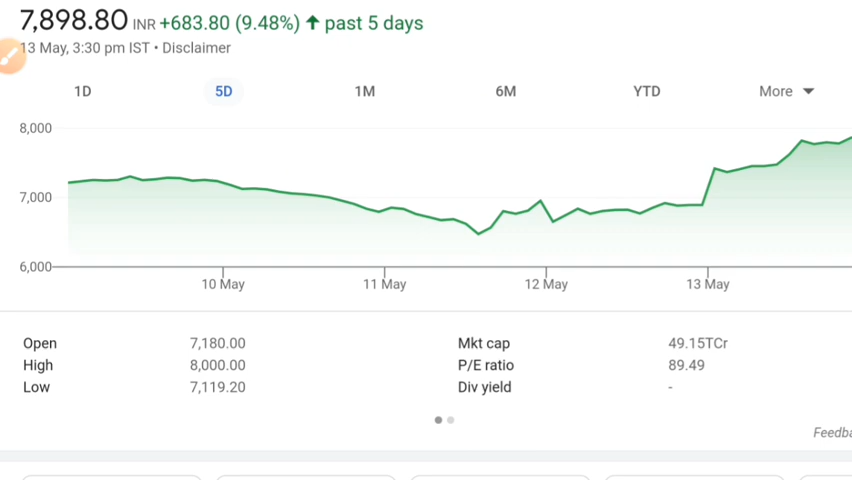 7,898.80 INR +683.80 (9.48%) ↑ past 5 days
13 May, 3:30 pm IST • Disclaimer
1D 5D 1M 6M YTD More
8,000
7,000
6,000
10 May 11 May 12 May 13 May
Open 7,180.00 Mkt cap 49.15TCr
High 8,000.00 P/E ratio 89.49
Low 7,119.20 Div yield -
Feedba